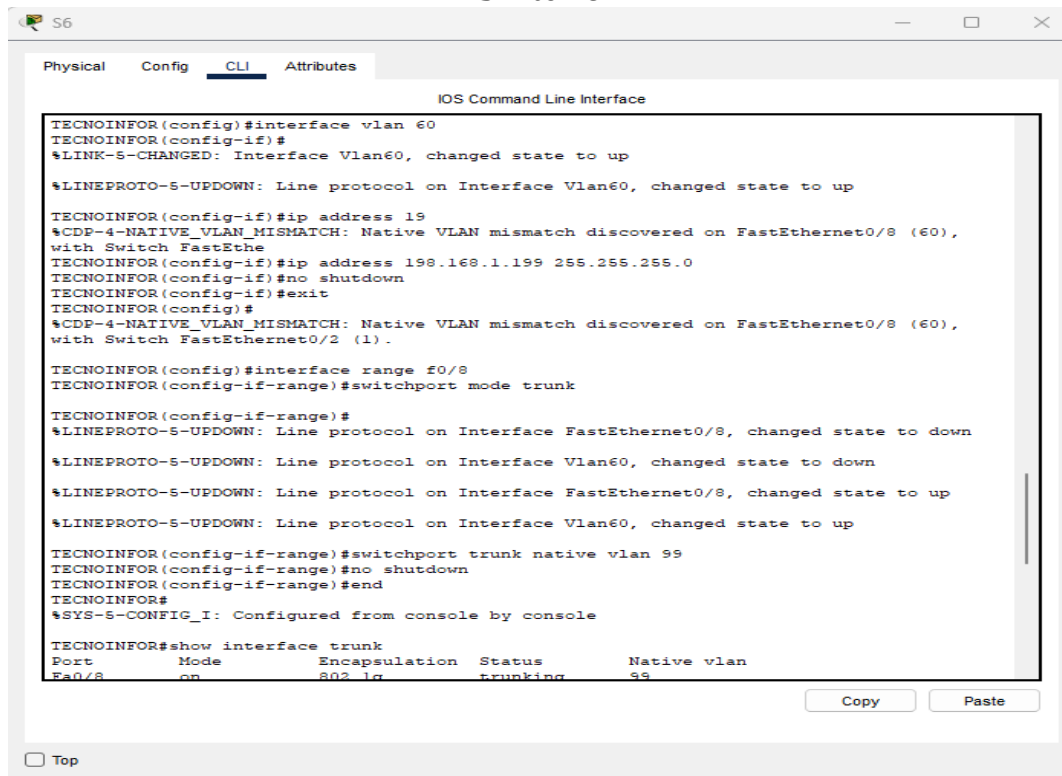 S6
Physical Config CLI Attributes
IOS Command Line Interface
TECNOINFOR(config)#interface vlan 60
TECNOINFOR(config-if)#
%LINK-5-CHANGED: Interface Vlan60, changed state to up
%LINEPROTO-5-UPDOWN: Line protocol on Interface Vlan60, changed state to up
TECNOINFOR(config-if)#ip address 19
%CDP-4-NATIVE_VLAN_MISMATCH: Native VLAN mismatch discovered on FastEthernet0/8 (60),
with Switch FastEthe
TECNOINFOR(config-if)#ip address 198.168.1.199 255.255.255.0
TECNOINFOR(config-if)#no shutdown
TECNOINFOR(config-if)#exit
TECNOINFOR(config)#
%CDP-4-NATIVE_VLAN_MISMATCH: Native VLAN mismatch discovered on FastEthernet0/8 (60),
with Switch FastEthernet0/2 (1).
TECNOINFOR(config)#interface range f0/8
TECNOINFOR(config-if-range)#switchport mode trunk
TECNOINFOR(config-if-range)#
%LINEPROTO-5-UPDOWN: Line protocol on Interface FastEthernet0/8, changed state to down
%LINEPROTO-5-UPDOWN: Line protocol on Interface Vlan60, changed state to down
%LINEPROTO-5-UPDOWN: Line protocol on Interface FastEthernet0/8, changed state to up
%LINEPROTO-5-UPDOWN: Line protocol on Interface Vlan60, changed state to up
TECNOINFOR(config-if-range)#switchport trunk native vlan 99
TECNOINFOR(config-if-range)#no shutdown
TECNOINFOR(config-if-range)#end
TECNOINFOR#
%SYS-5-CONFIG_I: Configured from console by console
TECNOINFOR#show interface trunk
Port Mode Encapsulation Status Native vlan
Fa0/8 on 802.1q trunking 99
Copy Paste
Top